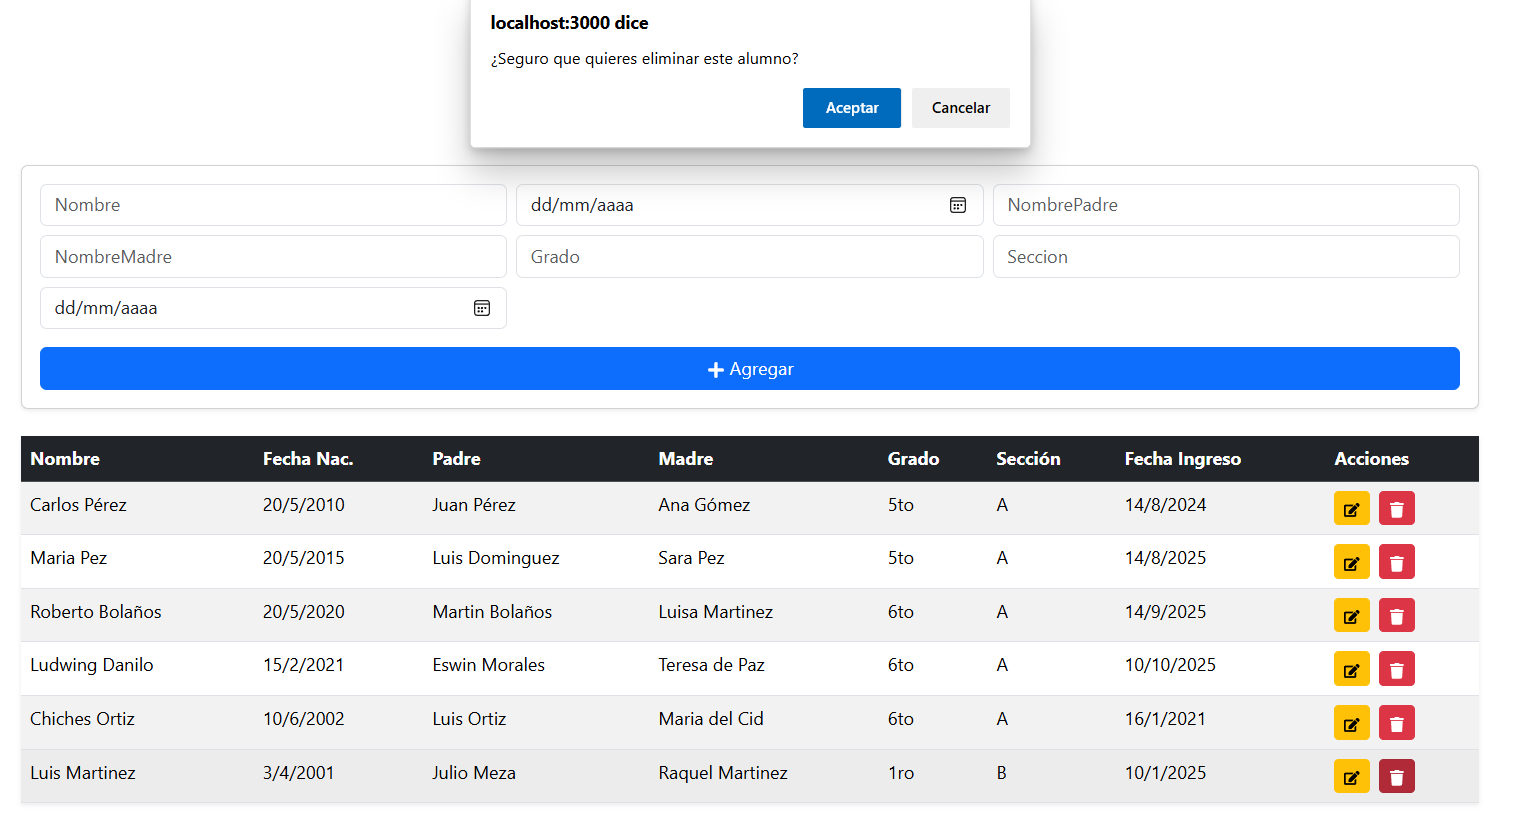 localhost:3000 dice
¿Seguro que quieres eliminar este alumno?
Aceptar Cancelar
Nombre dd/mm/aaaa NombrePadre
NombreMadre Grado Seccion
dd/mm/aaaa
Agregar
Nombre Fecha Nac. Padre Madre Grado Sección Fecha Ingreso Acciones
Carlos Pérez 20/5/2010 Juan Pérez Ana Gómez 5to A 14/8/2024
Maria Pez 20/5/2015 Luis Dominguez Sara Pez 5to A 14/8/2025
Roberto Bolaños 20/5/2020 Martin Bolaños Luisa Martinez 6to A 14/9/2025
Ludwing Danilo 15/2/2021 Eswin Morales Teresa de Paz 6to A 10/10/2025
Chiches Ortiz 10/6/2002 Luis Ortiz Maria del Cid 6to A 16/1/2021
Luis Martinez 3/4/2001 Julio Meza Raquel Martinez 1ro B 10/1/2025